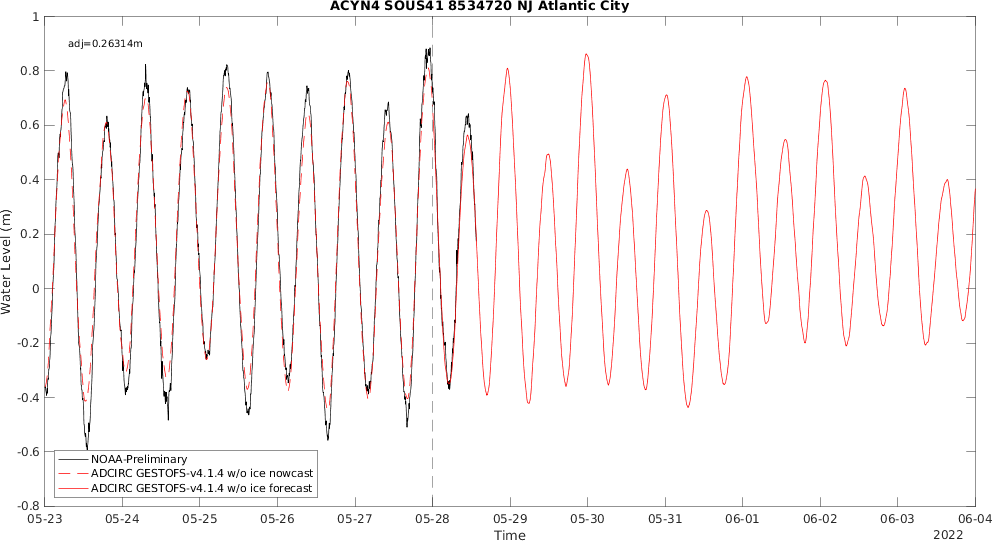 ACYN4 SOUS41 8534720 NJ Atlantic City
adj=0.26314m
Water Level (m)
1
0.8
0.6
0.4
0.2
0
-0.2
-0.4
-0.6
-0.8
NOAA-Preliminary
ADCIRC GESTOFS-v4.1.4 w/o ice nowcast
ADCIRC GESTOFS-v4.1.4 w/o ice forecast
05-23 05-24 05-25 05-26 05-27 05-28 05-29 05-30 05-31 06-01 06-02 06-03 06-04
Time
2022